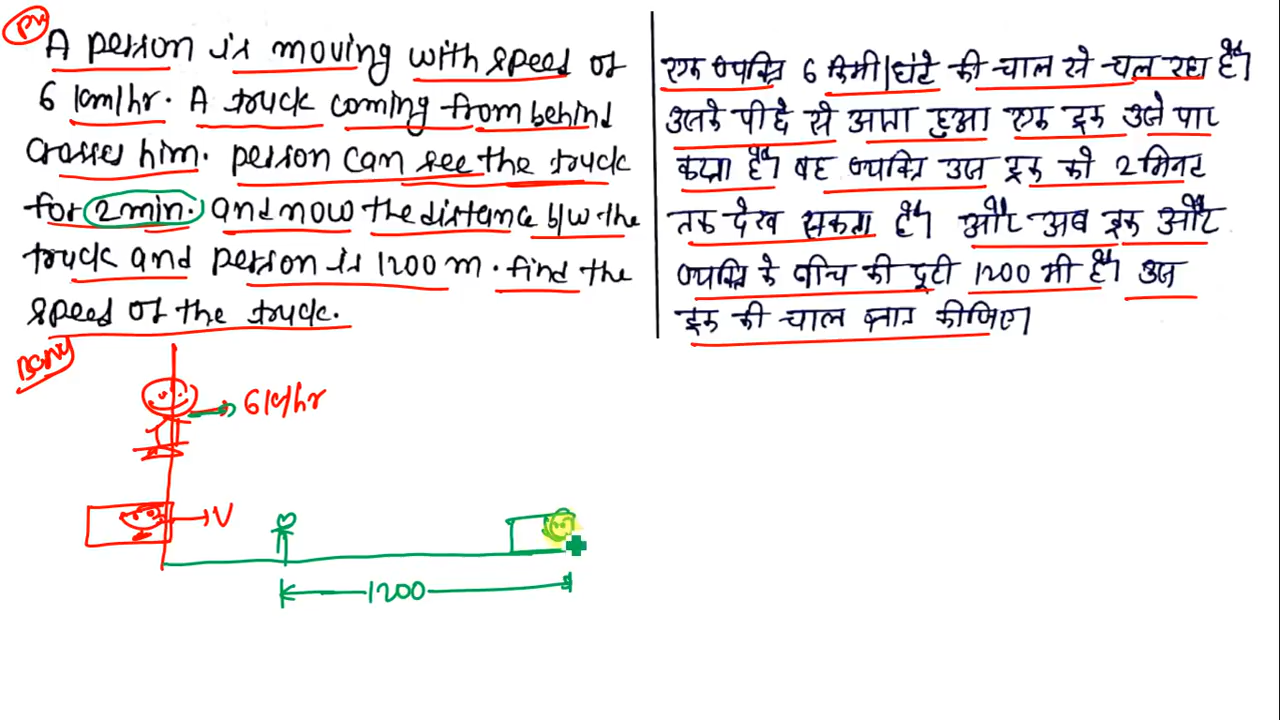 A person is moving with speed of
6 km/hr. A truck coming from behind
crosses him. person can see the truck
for 2 min. and now the distance b/w the
truck and person is 1200 m. find the
speed of the truck.
एक व्यक्ति 6 किमी/घंटे की चाल से चल रहा है।
उसके पीछे से आता हुआ एक ट्रक उसे पार
करता है। वह व्यक्ति उस ट्रक को 2 मिनट
तक देख सकता है। और अब ट्रक और
व्यक्ति के बीच की दूरी 1200 मी है। उस
ट्रक की चाल ज्ञात कीजिए।
6 km/hr
V
1200